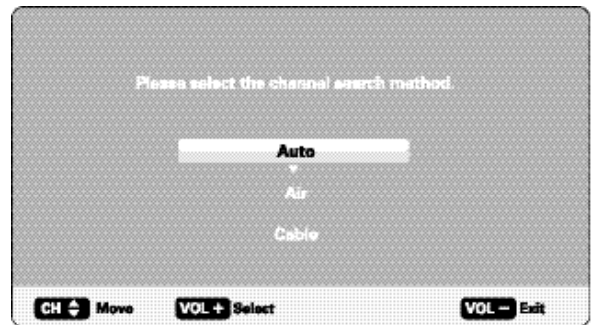 Please select the channel search method.
Auto
Air
Cable
CH Move VOL + Select VOL − Exit